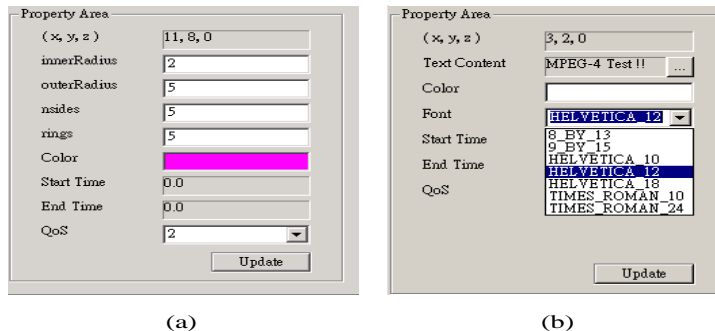 Property Area
( x, y, z ) 11, 8, 0
innerRadius 2
outerRadius 5
nsides 5
rings 5
Color
Start Time 0.0
End Time 0.0
QoS 2
Update
(a)
Property Area
( x, y, z ) 3, 2, 0
Text Content MPEG-4 Test !! ...
Color
Font HELVETICA_12
8_BY_13
9_BY_15
HELVETICA_10
HELVETICA_12
HELVETICA_18
TIMES_ROMAN_10
TIMES_ROMAN_24
Start Time
End Time
QoS
Update
(b)